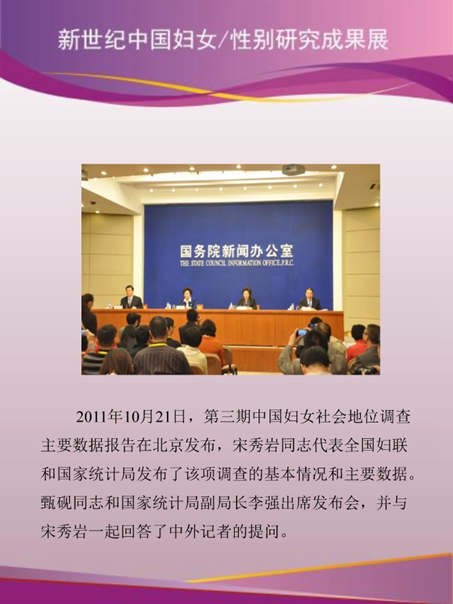 新世纪中国妇女/性别研究成果展
国务院新闻办公室
THE STATE COUNCIL INFORMATION OFFICE, P.R.C.
2011年10月21日，第三期中国妇女社会地位调查
主要数据报告在北京发布，宋秀岩同志代表全国妇联
和国家统计局发布了该项调查的基本情况和主要数据。
甄砚同志和国家统计局副局长李强出席发布会，并与
宋秀岩一起回答了中外记者的提问。